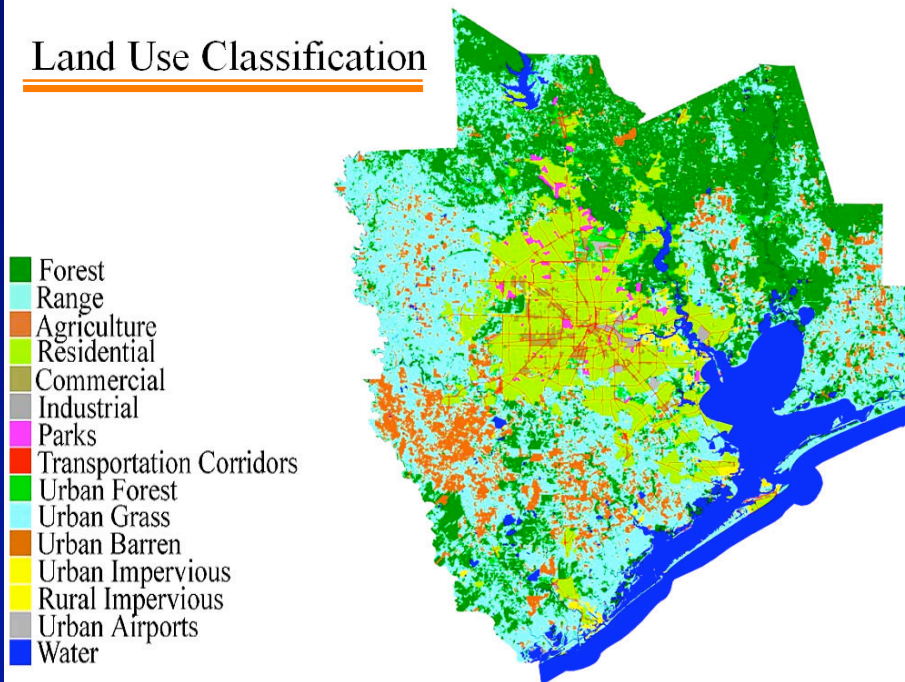 Land Use Classification
Forest
Range
Agriculture
Residential
Commercial
Industrial
Parks
Transportation Corridors
Urban Forest
Urban Grass
Urban Barren
Urban Impervious
Rural Impervious
Urban Airports
Water